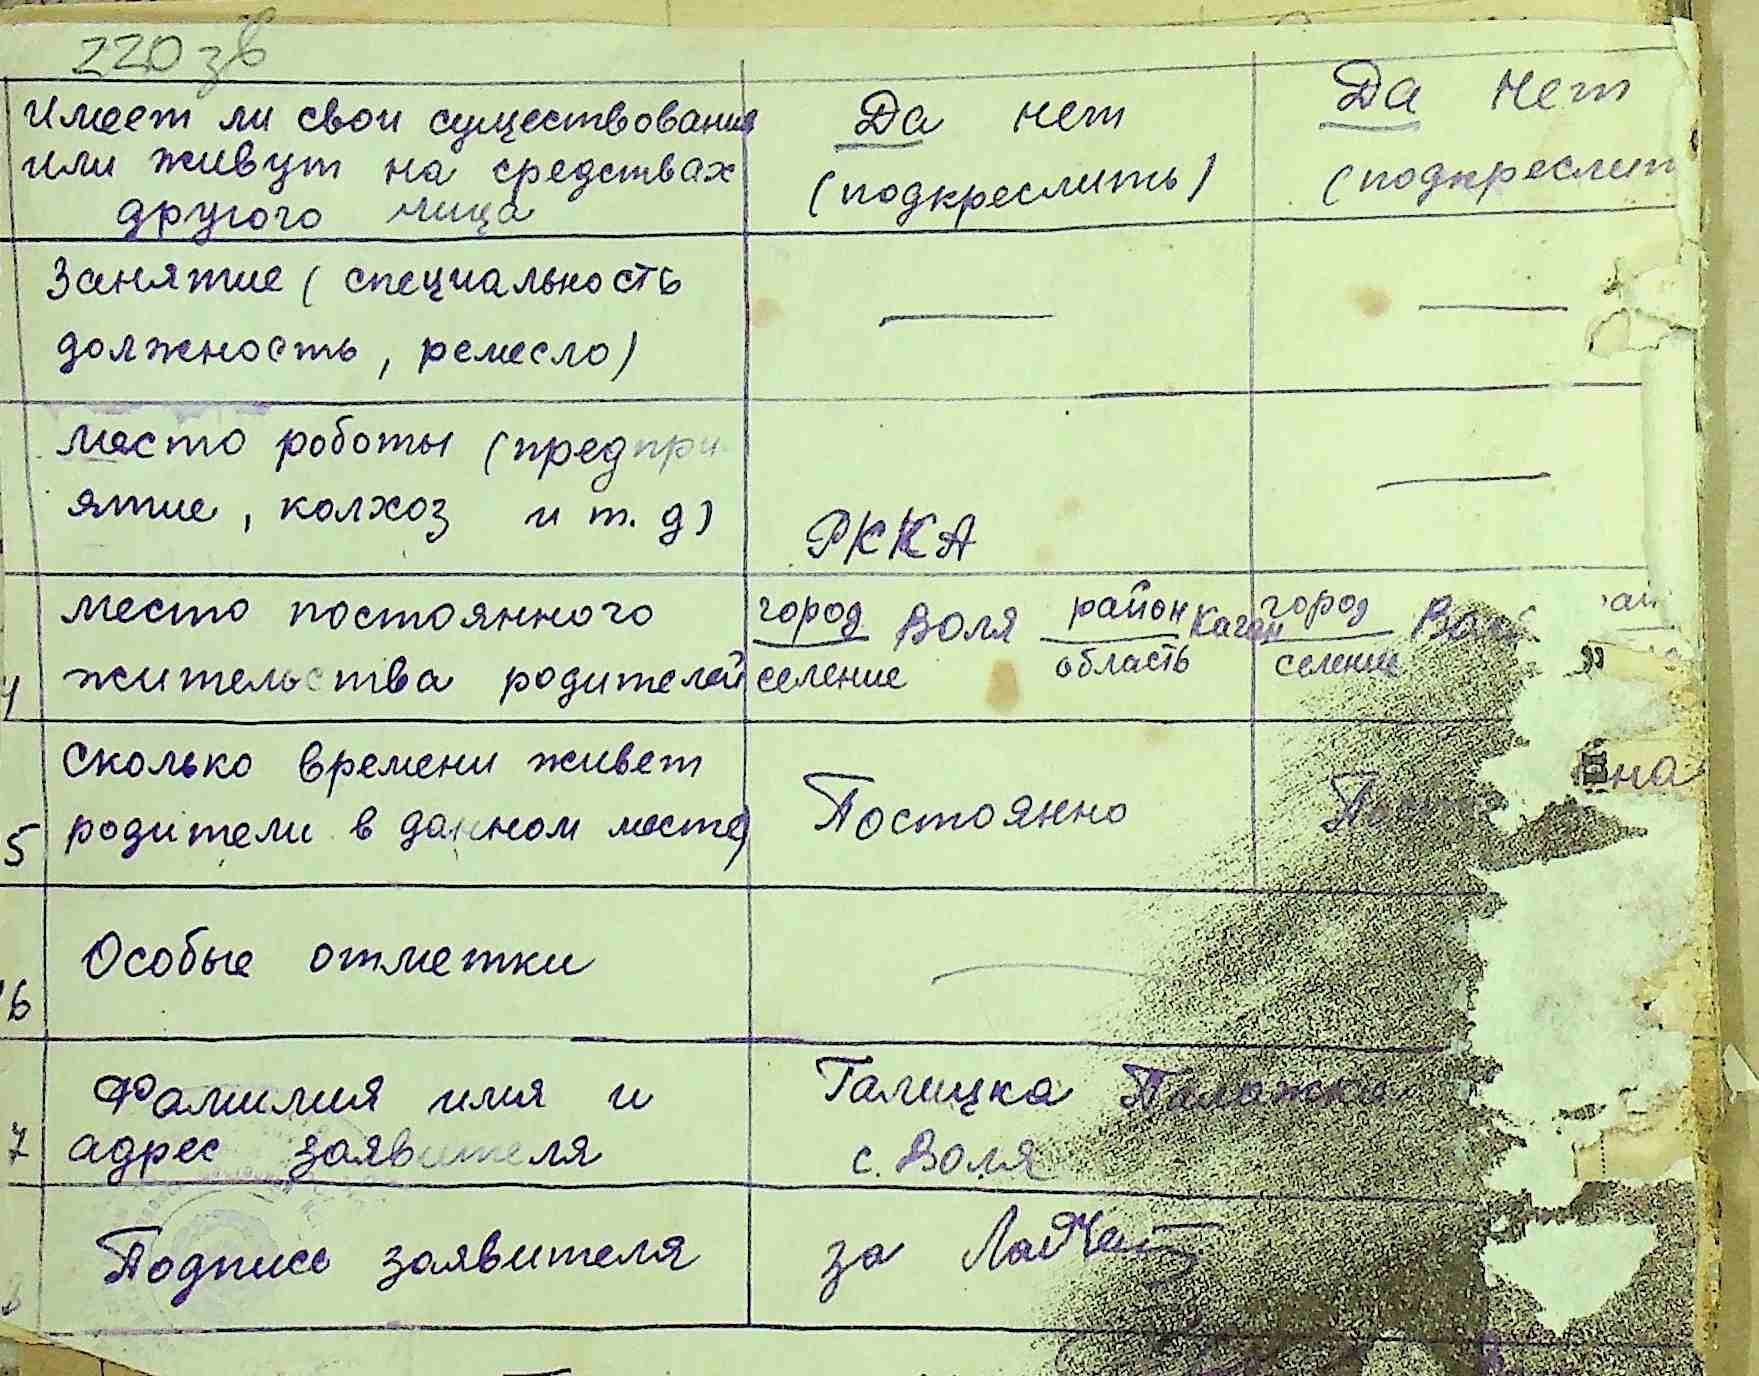 220 зв
имеет ли свои существования Да нет Да нет
или живут на средствах (подкреслить) (подкреслит
другого лица
Занятие ( специальность — —
должность, ремесло)
место роботы (предпри
ятие, колхоз и т. д) РККА —
место постоянного город Воля район Каган город
4 жительства родителей селение область селение
Сколько времени живет
5 родители в данном месте Постоянно
6 Особые отметки —
Фамилия имя и Галицка Палажка
7 адрес заявителя с. Воля
Подпись заявителя за